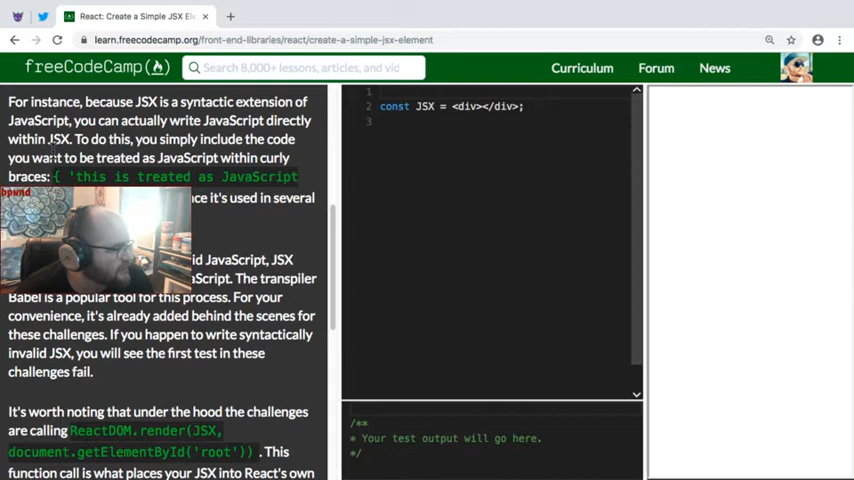 React: Create a Simple JSX El
learn.freecodecamp.org/front-end-libraries/react/create-a-simple-jsx-element
freeCodeCamp
Search 8,000+ lessons, articles, and vid
Curriculum
Forum
News
For instance, because JSX is a syntactic extension of
JavaScript, you can actually write JavaScript directly
within JSX. To do this, you simply include the code
you want to be treated as JavaScript within curly
braces: { 'this is treated as JavaScript
nce it's used in several
id JavaScript, JSX
aScript. The transpiler
Babel is a popular tool for this process. For your
convenience, it's already added behind the scenes for
these challenges. If you happen to write syntactically
invalid JSX, you will see the first test in these
challenges fail.
It's worth noting that under the hood the challenges
are calling ReactDOM.render(JSX,
document.getElementById('root')). This
function call is what places your JSX into React's own
1
2 const JSX = <div></div>;
3
/**
* Your test output will go here.
*/